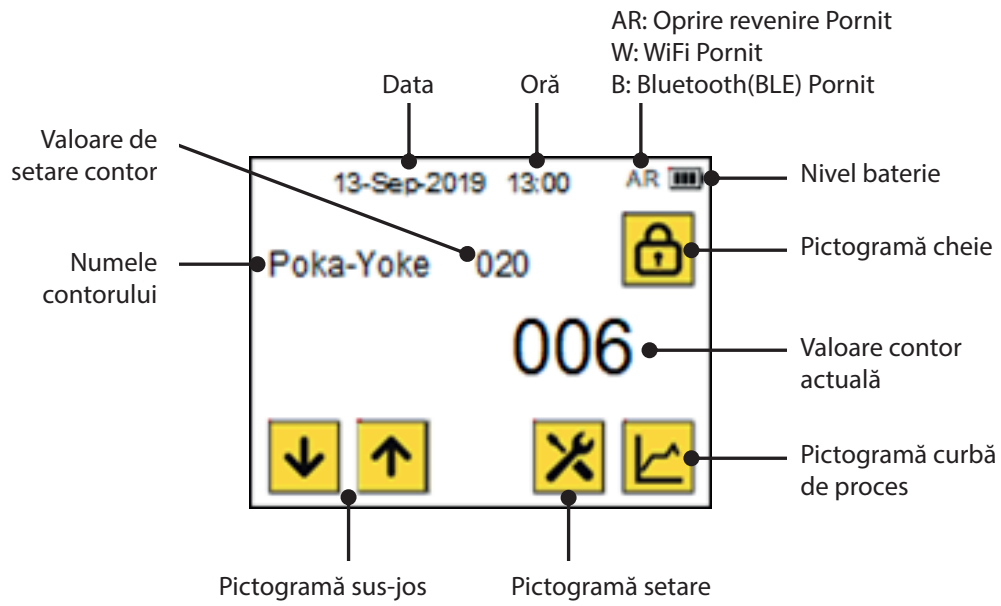 AR: Oprire revenire Pornit
W: WiFi Pornit
B: Bluetooth(BLE) Pornit
Data
Oră
Valoare de
setare contor
13-Sep-2019 13:00 AR
Nivel baterie
Pictogramă cheie
Numele
contorului
Poka-Yoke 020
006
Valoare contor
actuală
Pictogramă curbă
de proces
Pictogramă sus-jos
Pictogramă setare